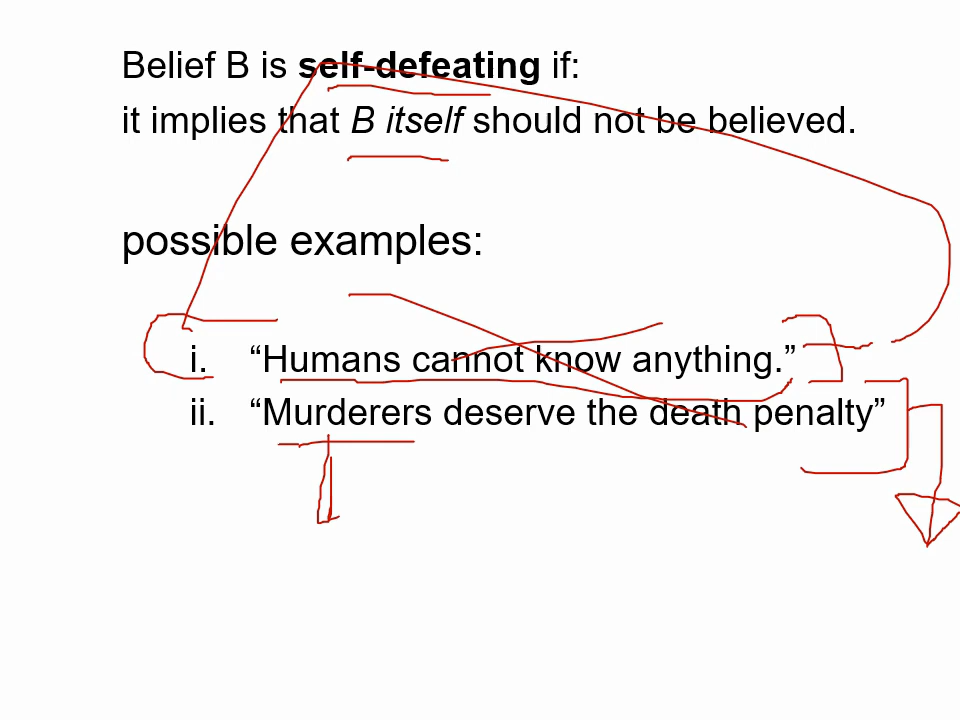 Belief B is self-defeating if:
it implies that B itself should not be believed.
possible examples:
i. “Humans cannot know anything.”
ii. “Murderers deserve the death penalty”